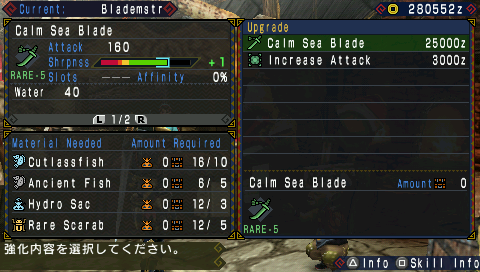 Current: Blademstr
280552z
Calm Sea Blade
Attack 160
Shrpnss +1
RARE-5
Slots --- Affinity 0%
Water 40
L 1/2 R
Upgrade
Calm Sea Blade 25000z
Increase Attack 3000z
Material Needed Amount Required
Cutlassfish 0 16/10
Ancient Fish 0 6/ 5
Hydro Sac 0 12/ 3
Rare Scarab 0 12/ 5
Calm Sea Blade Amount 0
RARE-5
強化内容を選択してください。
Info Skill Info